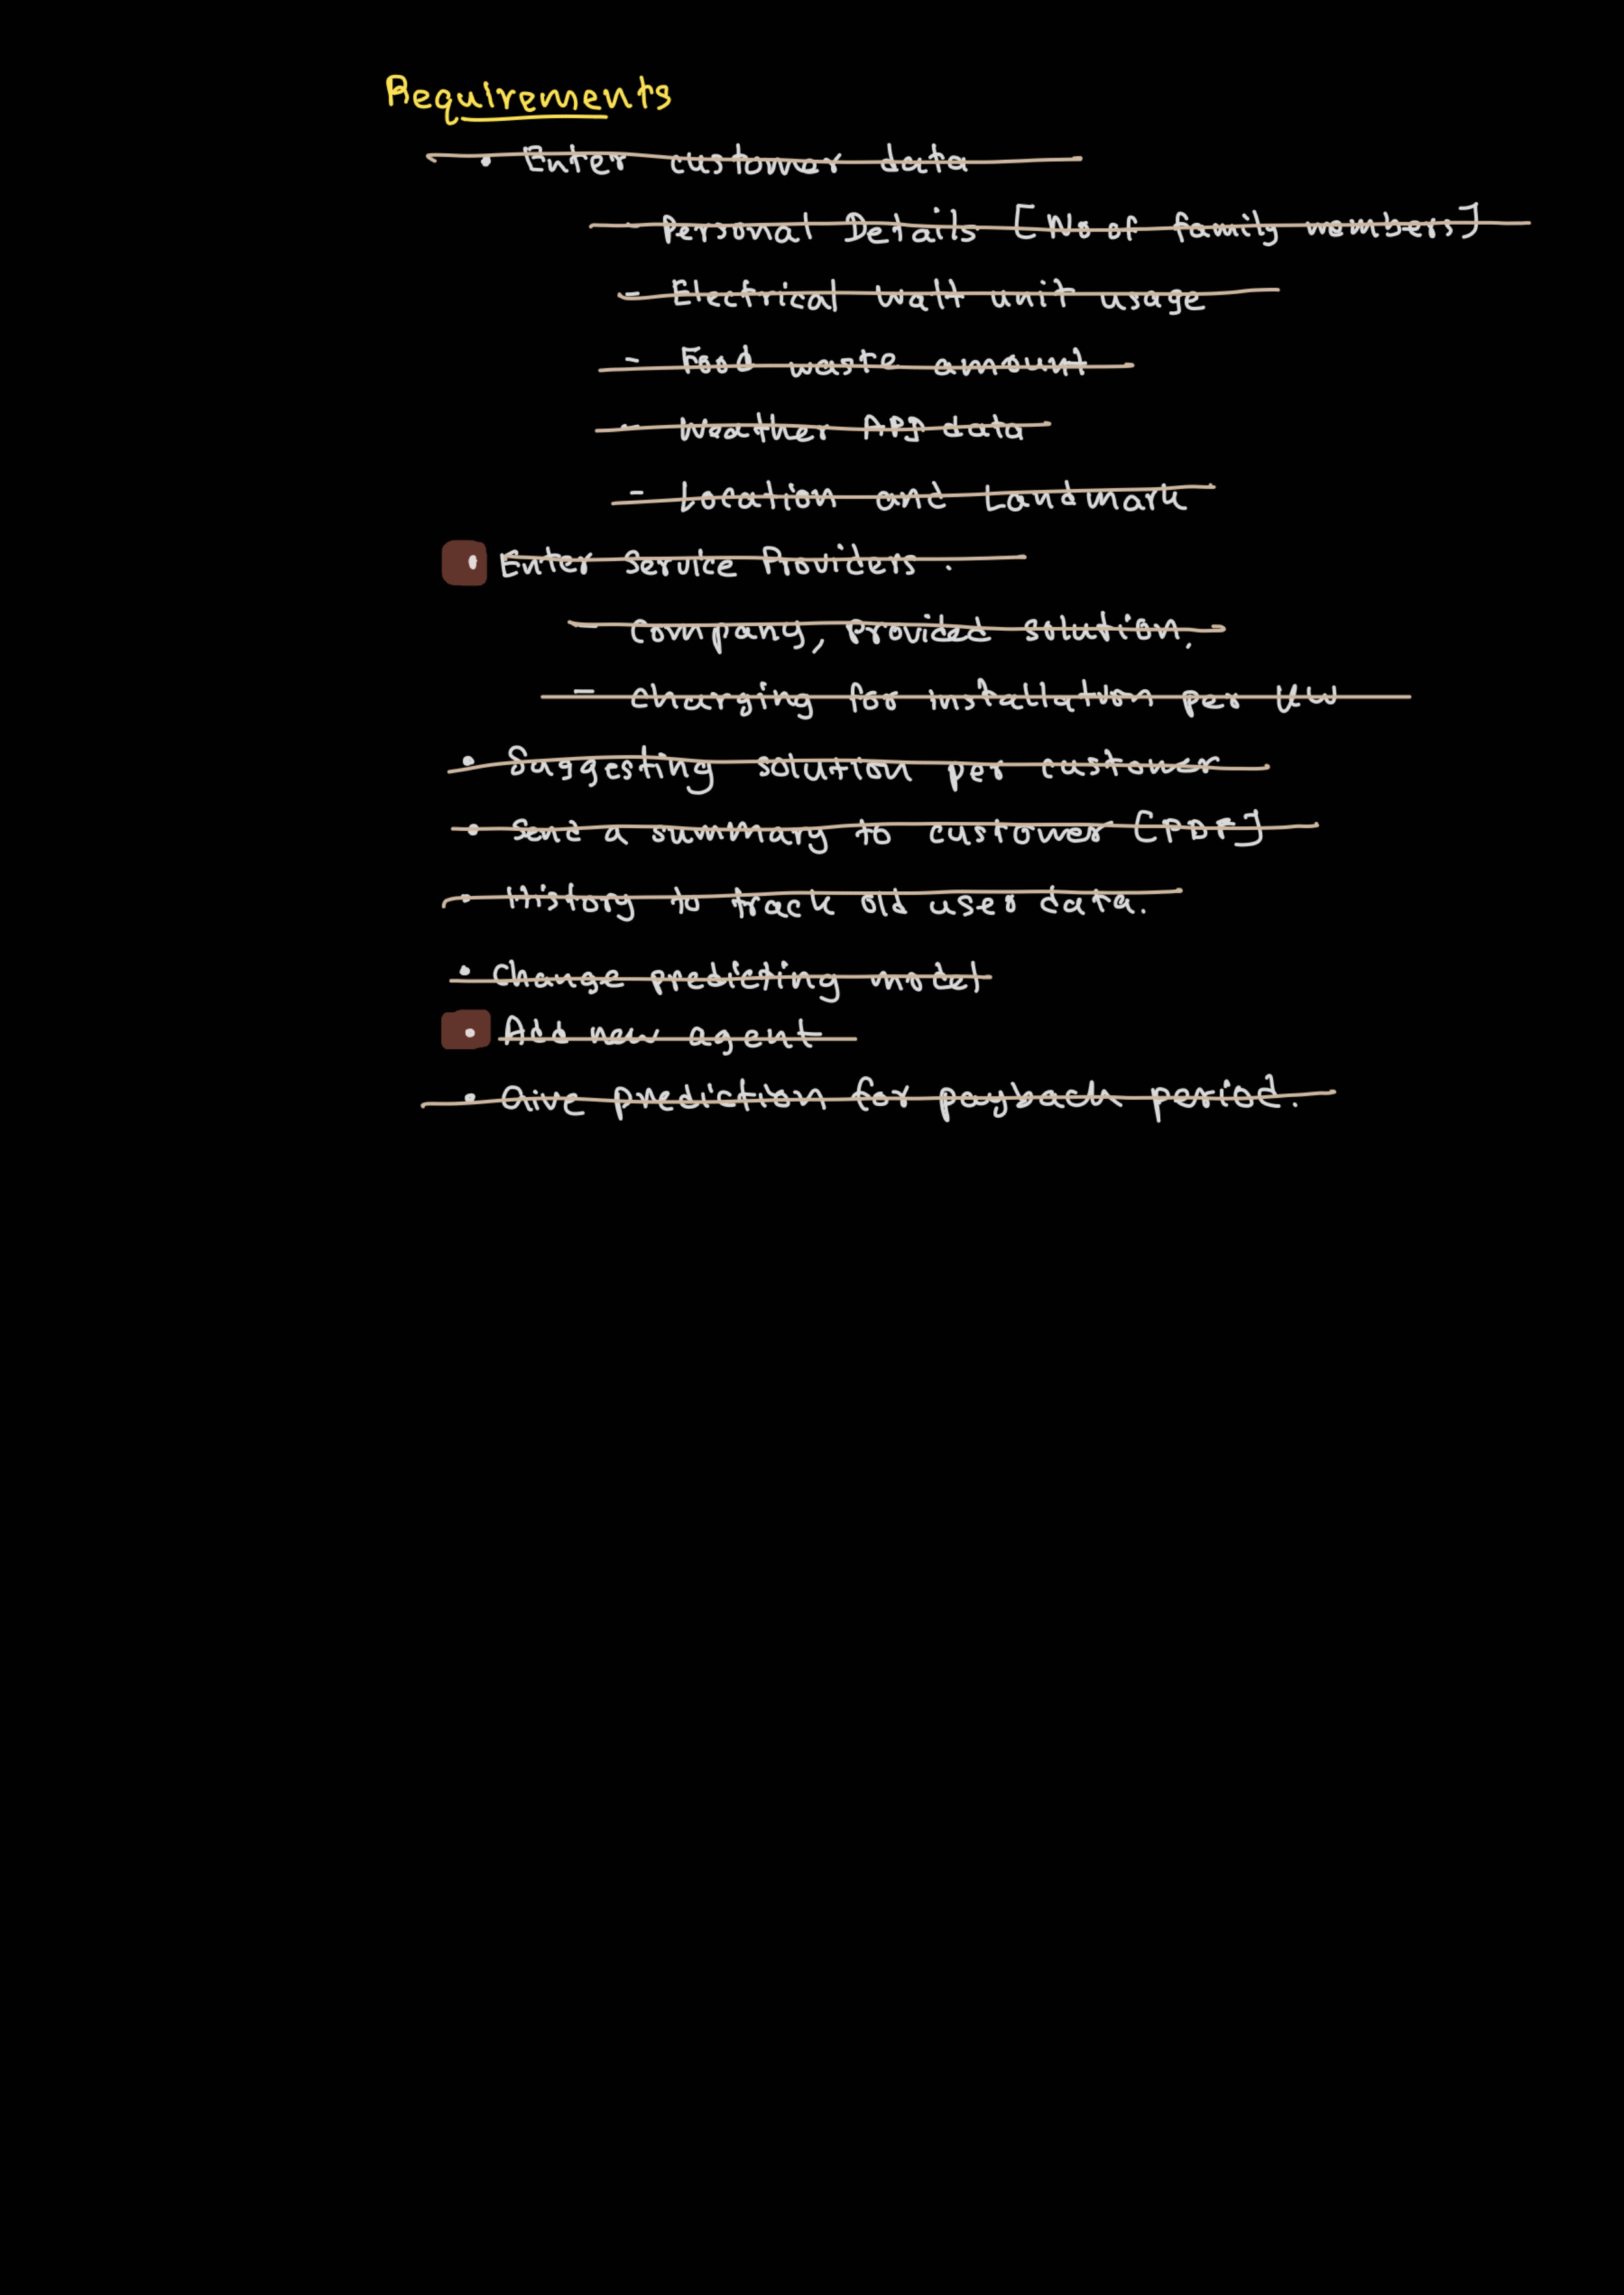 Requirements
• Enter customer data
- Personal Details [No of family members]
- Electrical Watt unit usage
- Food waste amount
- Weather API data
- Location and Landmark
• Enter Service Providers.
- Company, Provided solution.
- Charging for installation per KW
• Suggesting solution per customer
• Send a summary to customer [PDF]
• History to track old user data.
• Change predicting model
• Add new agent
• Give prediction for payback period.